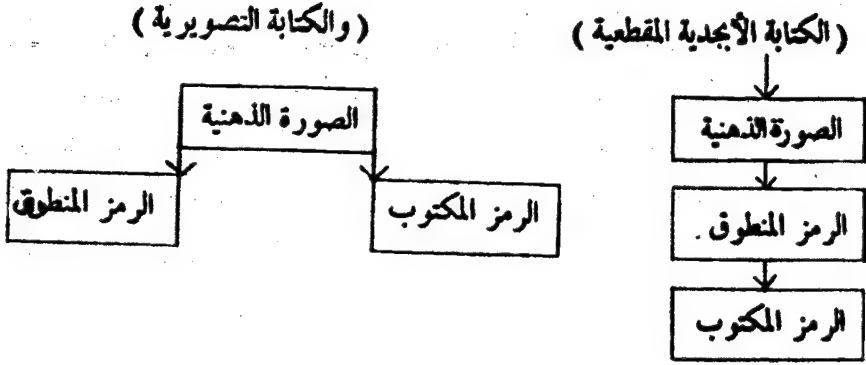 ( الكتابة الأبجدية المقطعية )
الصورة الذهنية
الرمز المنطوق .
الرمز المكتوب
( والكتابة التصويرية )
الصورة الذهنية
الرمز المكتوب
الرمز المنطوق